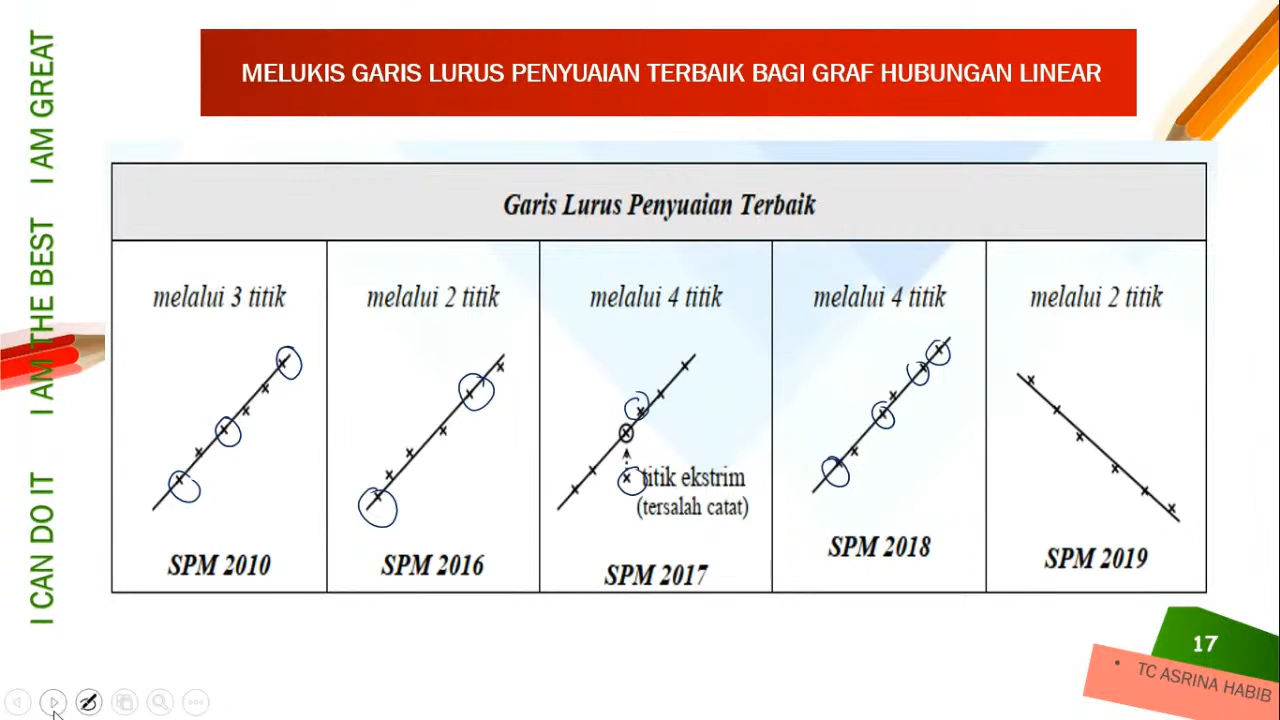 MELUKIS GARIS LURUS PENYUAIAN TERBAIK BAGI GRAF HUBUNGAN LINEAR
I CAN DO IT I AM THE BEST I AM GREAT
Garis Lurus Penyuaian Terbaik
melalui 3 titik
SPM 2010
melalui 2 titik
SPM 2016
melalui 4 titik
titik ekstrim
(tersalah catat)
SPM 2017
melalui 4 titik
SPM 2018
melalui 2 titik
SPM 2019
17
• TC ASRINA HABIB